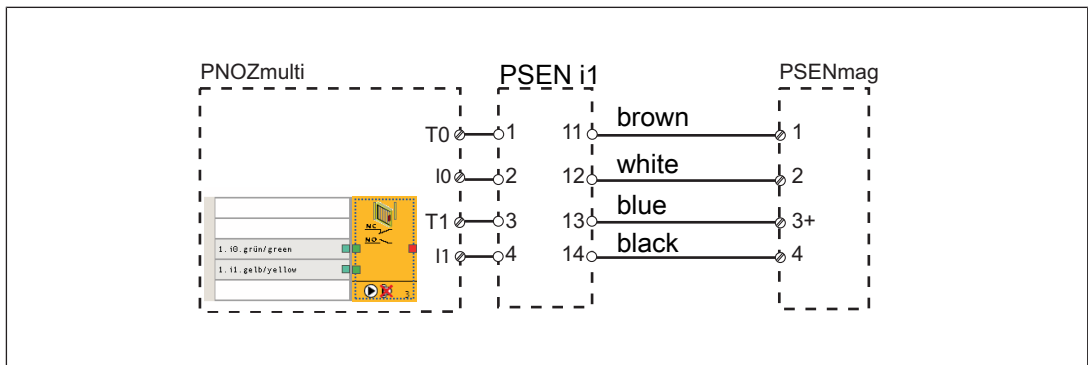 PNOZmulti PSEN i1 PSENmag
T0 1 11 brown 1
I0 2 12 white 2
NC
T1 3 13 blue 3+
NO
1.i0.grün/green
I1 4 14 black 4
1.i1.gelb/yellow
3